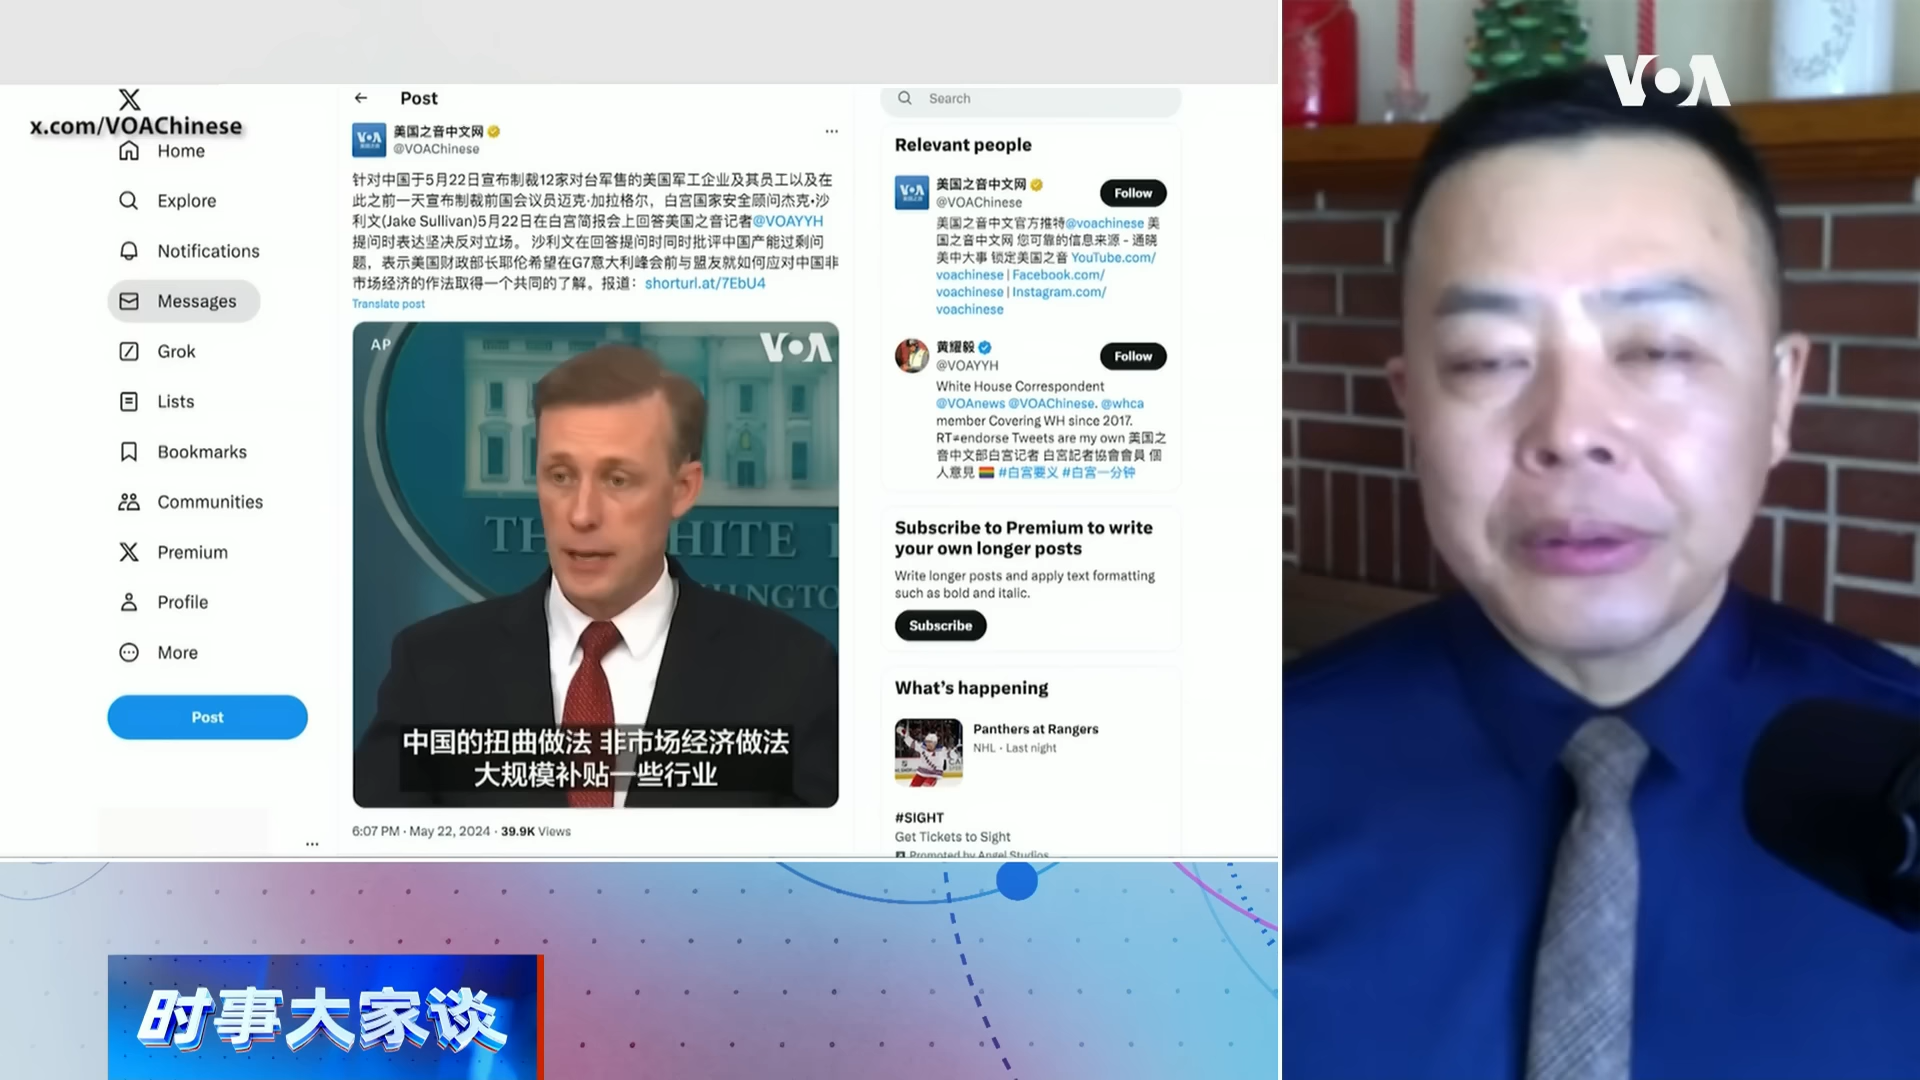 x.com/VOAChinese
Home
Explore
Notifications
Messages
Grok
Lists
Bookmarks
Communities
Premium
Profile
More
Post
Post
VOA
美国之音中文网
@VOAChinese
针对中国于5月22日宣布制裁12家对台军售的美国军工企业及其员工以及在
此之前一天宣布制裁前国会议员迈克·加拉格尔，白宫国家安全顾问杰克·沙
利文(Jake Sullivan)5月22日在白宫简报会上回答美国之音记者@VOAYYH
提问时表达坚决反对立场。 沙利文在回答提问时同时批评中国产能过剩问
题，表示美国财政部长耶伦希望在G7意大利峰会前与盟友就如何应对中国非
市场经济的作法取得一个共同的了解。报道： shorturl.at/7EbU4
Translate post
AP
VOA
THE WHITE
中国的扭曲做法 非市场经济做法
大规模补贴一些行业
6:07 PM · May 22, 2024 · 39.9K Views
Search
Relevant people
VOA
美国之音中文网
@VOAChinese
Follow
美国之音中文官方推特@voachinese 美
国之音中文网 您可靠的信息来源 - 通晓
美中大事 锁定美国之音 YouTube.com/
voachinese | Facebook.com/
voachinese | Instagram.com/
voachinese
黄耀毅
@VOAYYH
Follow
White House Correspondent
@VOAnews @VOAChinese. @whca
member Covering WH since 2017.
RT≠endorse Tweets are my own 美国之
音中文部白宫记者 白宮記者協會會員 個
人意見 #白宫要义 #白宫一分钟
Subscribe to Premium to write
your own longer posts
Write longer posts and apply text formatting
such as bold and italic.
Subscribe
What's happening
Panthers at Rangers
NHL · Last night
#SIGHT
Get Tickets to Sight
Promoted by Angel Studios
时事大家谈
VOA